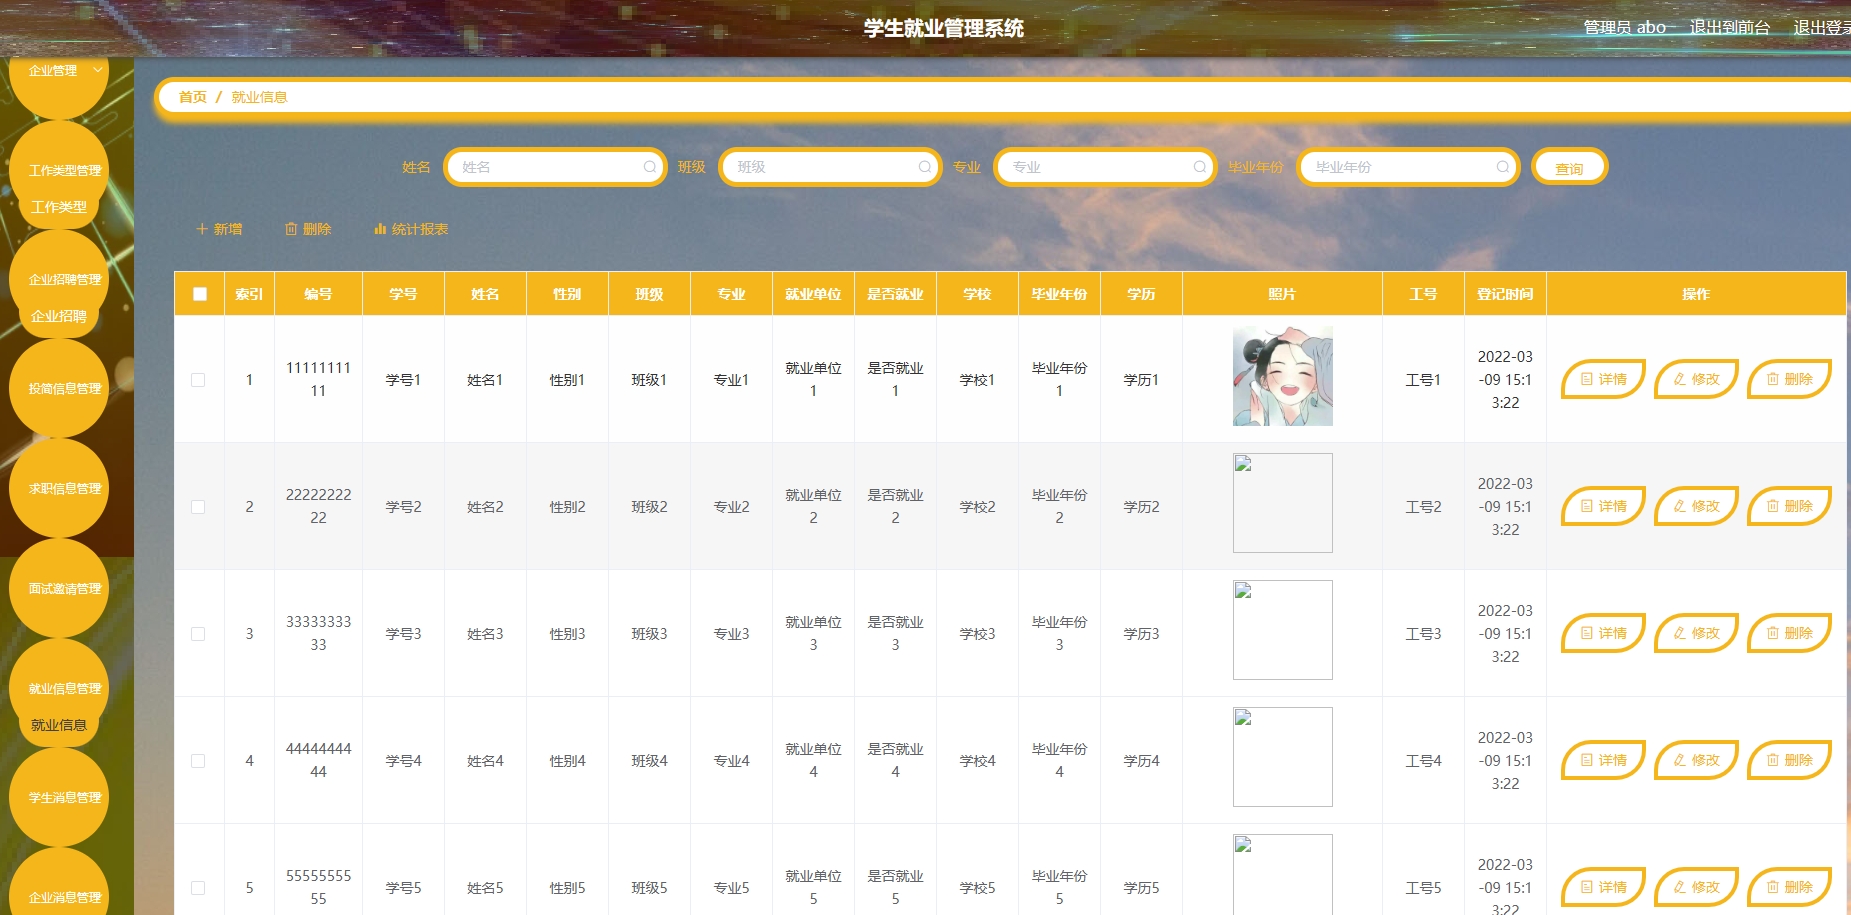 学生就业管理系统
管理员 abo 退出到前台 退出登录
企业管理
工作类型管理
工作类型
企业招聘管理
企业招聘
投简信息管理
求职信息管理
面试邀请管理
就业信息管理
就业信息
学生消息管理
企业消息管理
首页 / 就业信息
姓名 姓名 班级 班级 专业 专业 毕业年份 毕业年份 查询
新增 删除 统计报表
索引 编号 学号 姓名 性别 班级 专业 就业单位 是否就业 学校 毕业年份 学历 照片 工号 登记时间 操作
1 11111111 学号1 姓名1 性别1 班级1 专业1 就业单位 是否就业 学校1 毕业年份 学历1 工号1 2022-03 详情 修改 删除
11 1 1 1 -09 15:1
3:22
2 22222222 学号2 姓名2 性别2 班级2 专业2 就业单位 是否就业 学校2 毕业年份 学历2 工号2 2022-03 详情 修改 删除
22 2 2 2 -09 15:1
3:22
3 33333333 学号3 姓名3 性别3 班级3 专业3 就业单位 是否就业 学校3 毕业年份 学历3 工号3 2022-03 详情 修改 删除
33 3 3 3 -09 15:1
3:22
4 44444444 学号4 姓名4 性别4 班级4 专业4 就业单位 是否就业 学校4 毕业年份 学历4 工号4 2022-03 详情 修改 删除
44 4 4 4 -09 15:1
3:22
5 55555555 学号5 姓名5 性别5 班级5 专业5 就业单位 是否就业 学校5 毕业年份 学历5 工号5 2022-03 详情 修改 删除
55 5 5 5 -09 15:1
3:22